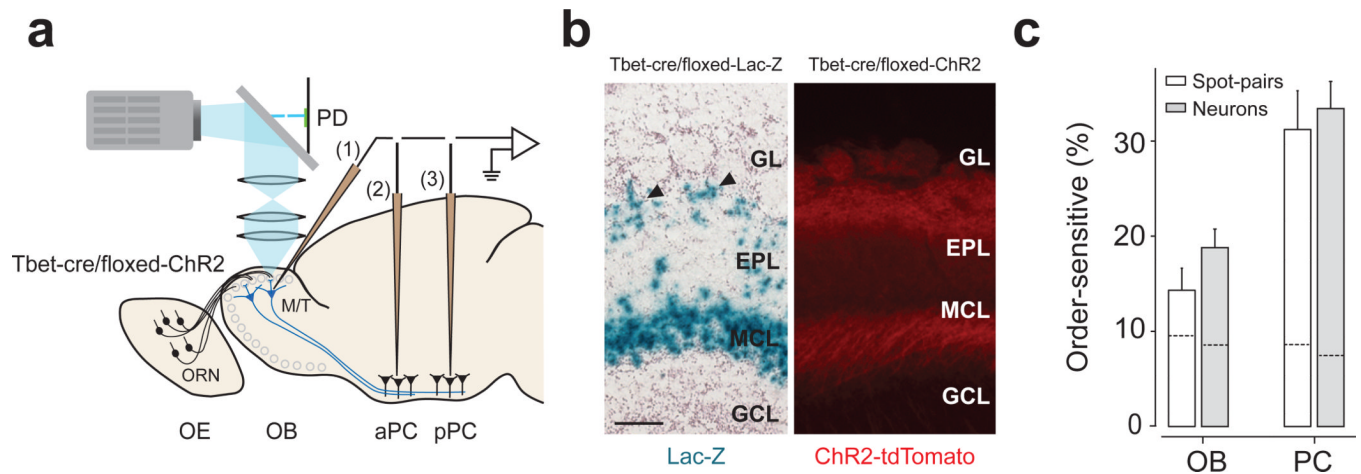 a
PD
(1)
(2)
(3)
Tbet-cre/floxed-ChR2
M/T
ORN
OE
OB
aPC
pPC
b
Tbet-cre/floxed-Lac-Z
Tbet-cre/floxed-ChR2
GL
EPL
MCL
GCL
GL
EPL
MCL
GCL
Lac-Z
ChR2-tdTomato
c
Spot-pairs
Neurons
Order-sensitive (%)
30
20
10
0
OB
PC